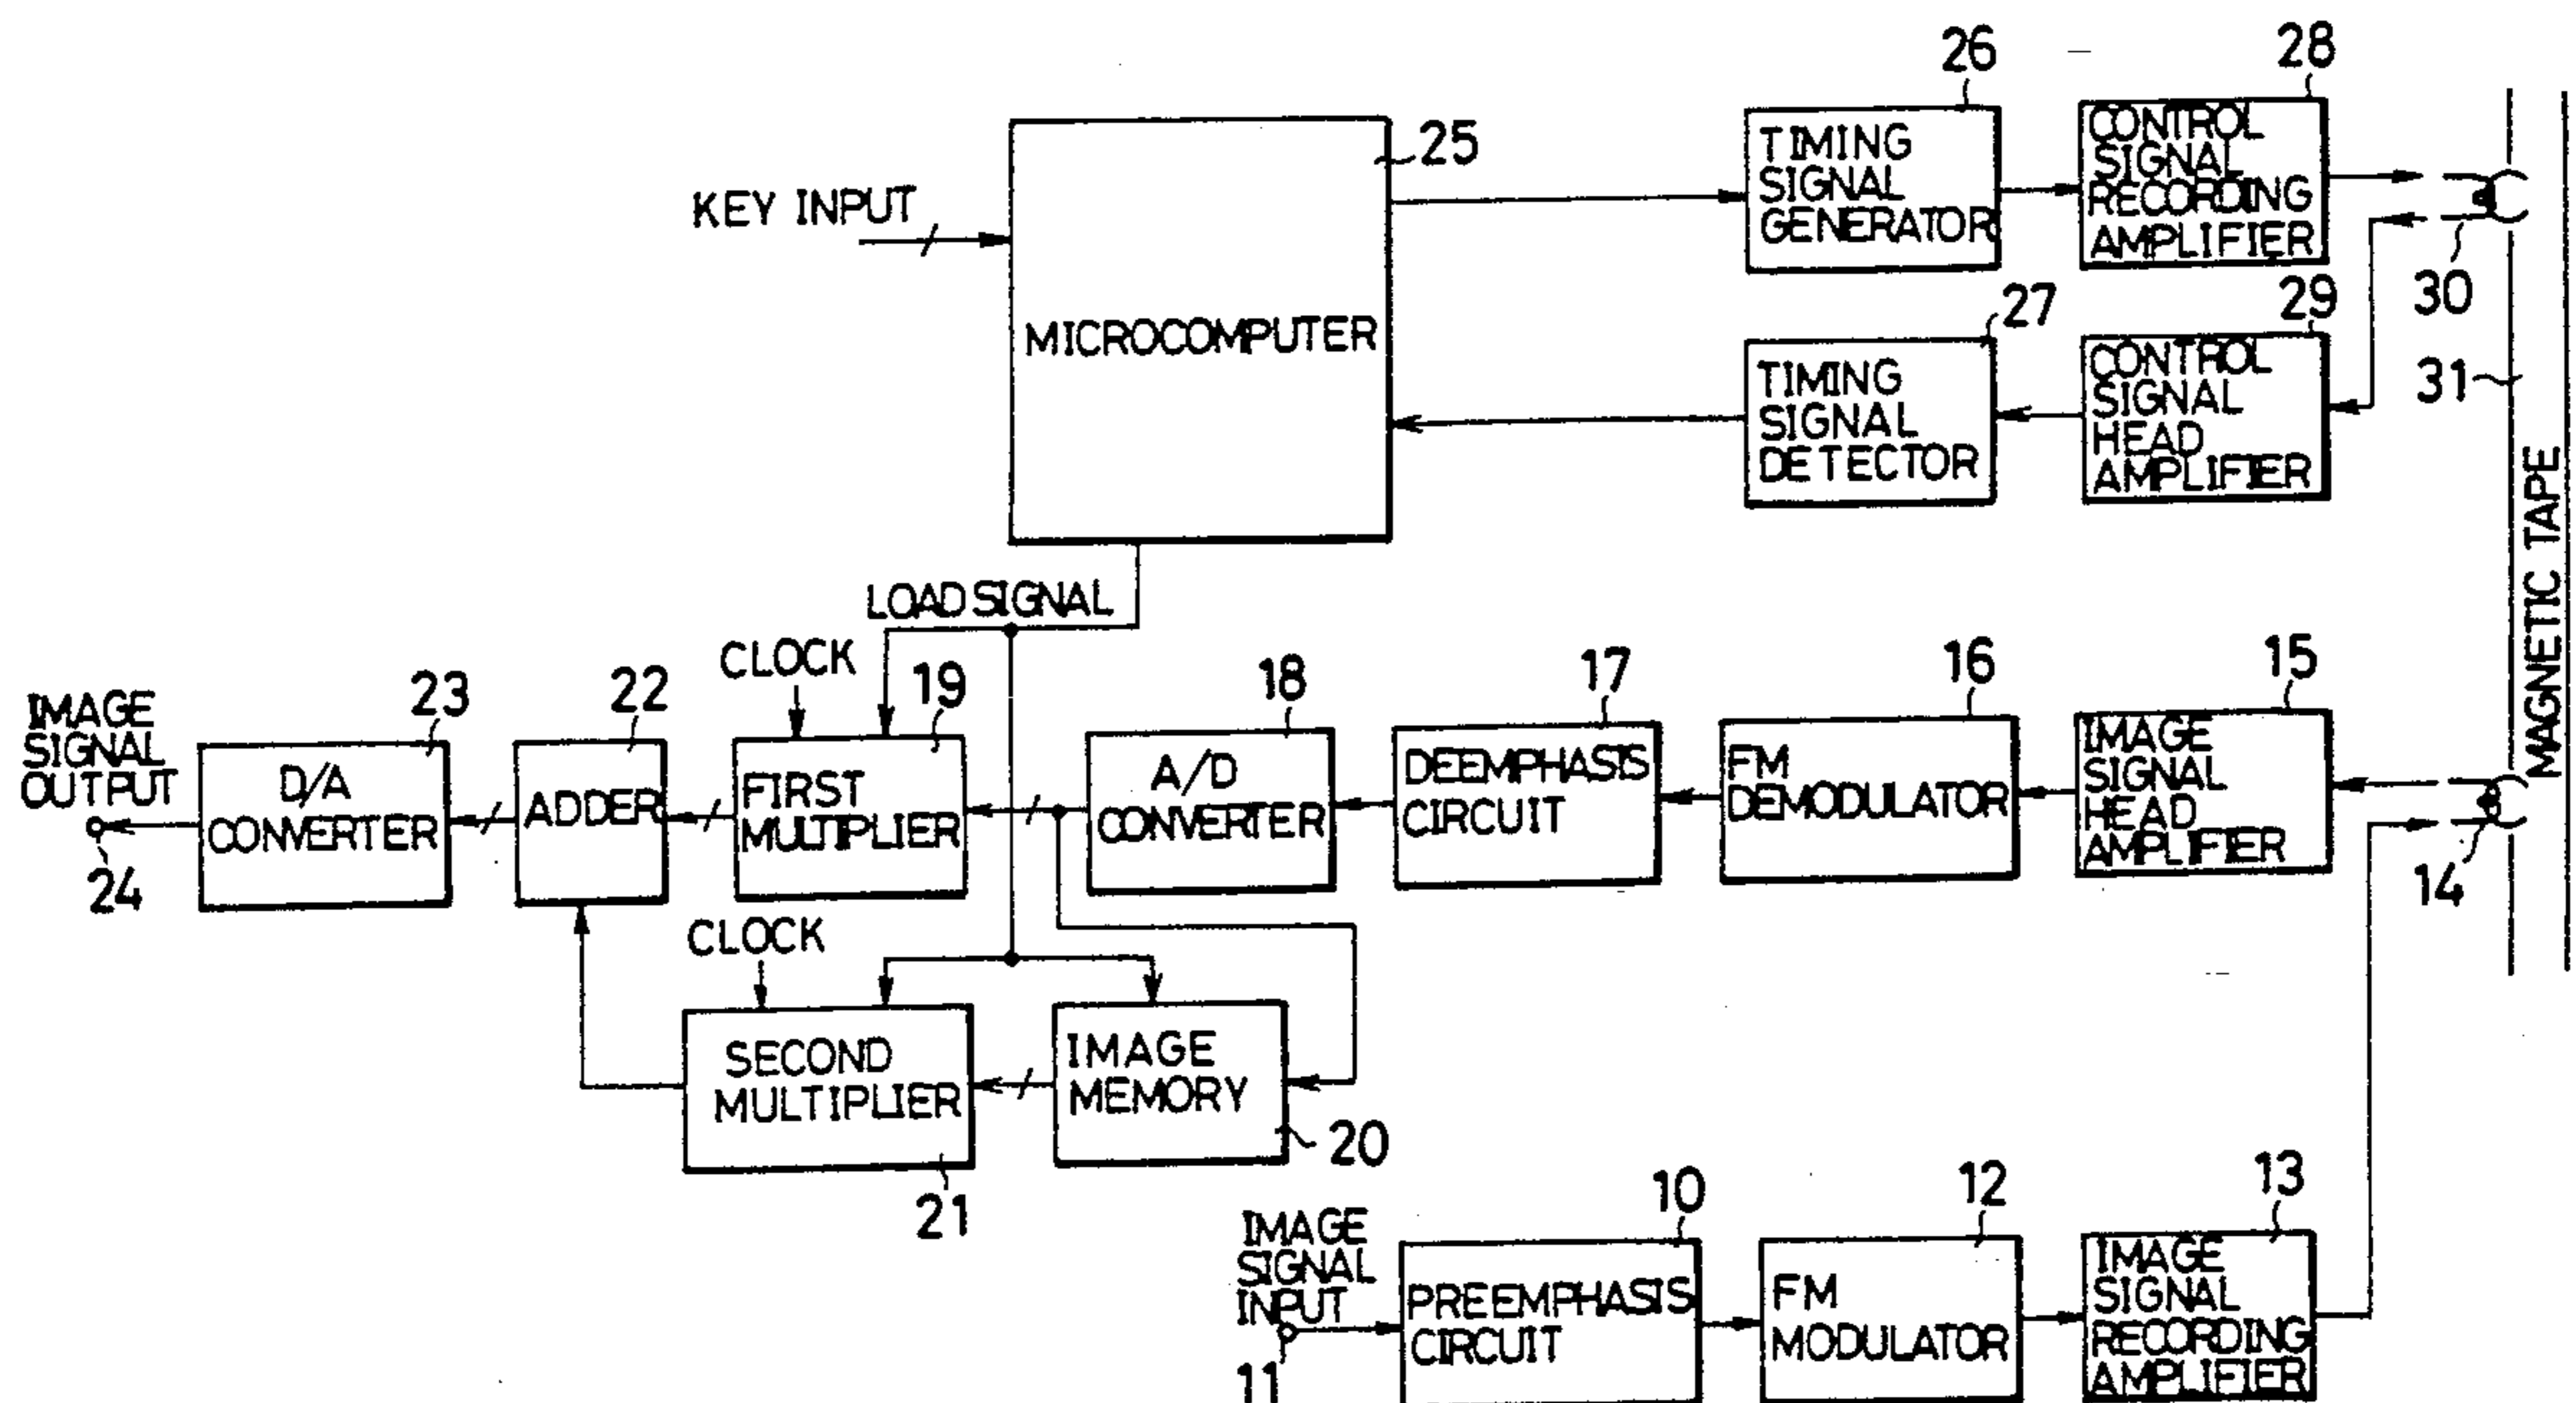 26
28
25
TIMING
SIGNAL
GENERATOR
CONTROL
SIGNAL
RECORDING
AMPLIFIER
KEY INPUT
30
MICROCOMPUTER
27
29
TIMING
SIGNAL
DETECTOR
CONTROL
SIGNAL
HEAD
AMPLIFIER
31
MAGNETIC TAPE
LOAD SIGNAL
CLOCK
IMAGE
SIGNAL
OUTPUT
24
23
D/A
CONVERTER
22
ADDER
19
FIRST
MULTIPLIER
18
A/D
CONVERTER
17
DEEMPHASIS
CIRCUIT
16
FM
DEMODULATOR
15
IMAGE
SIGNAL
HEAD
AMPLIFIER
14
CLOCK
SECOND
MULTIPLIER
21
IMAGE
MEMORY
20
IMAGE
SIGNAL
INPUT
11
10
PREEMPHASIS
CIRCUIT
12
FM
MODULATOR
13
IMAGE
SIGNAL
RECORDING
AMPLIFIER